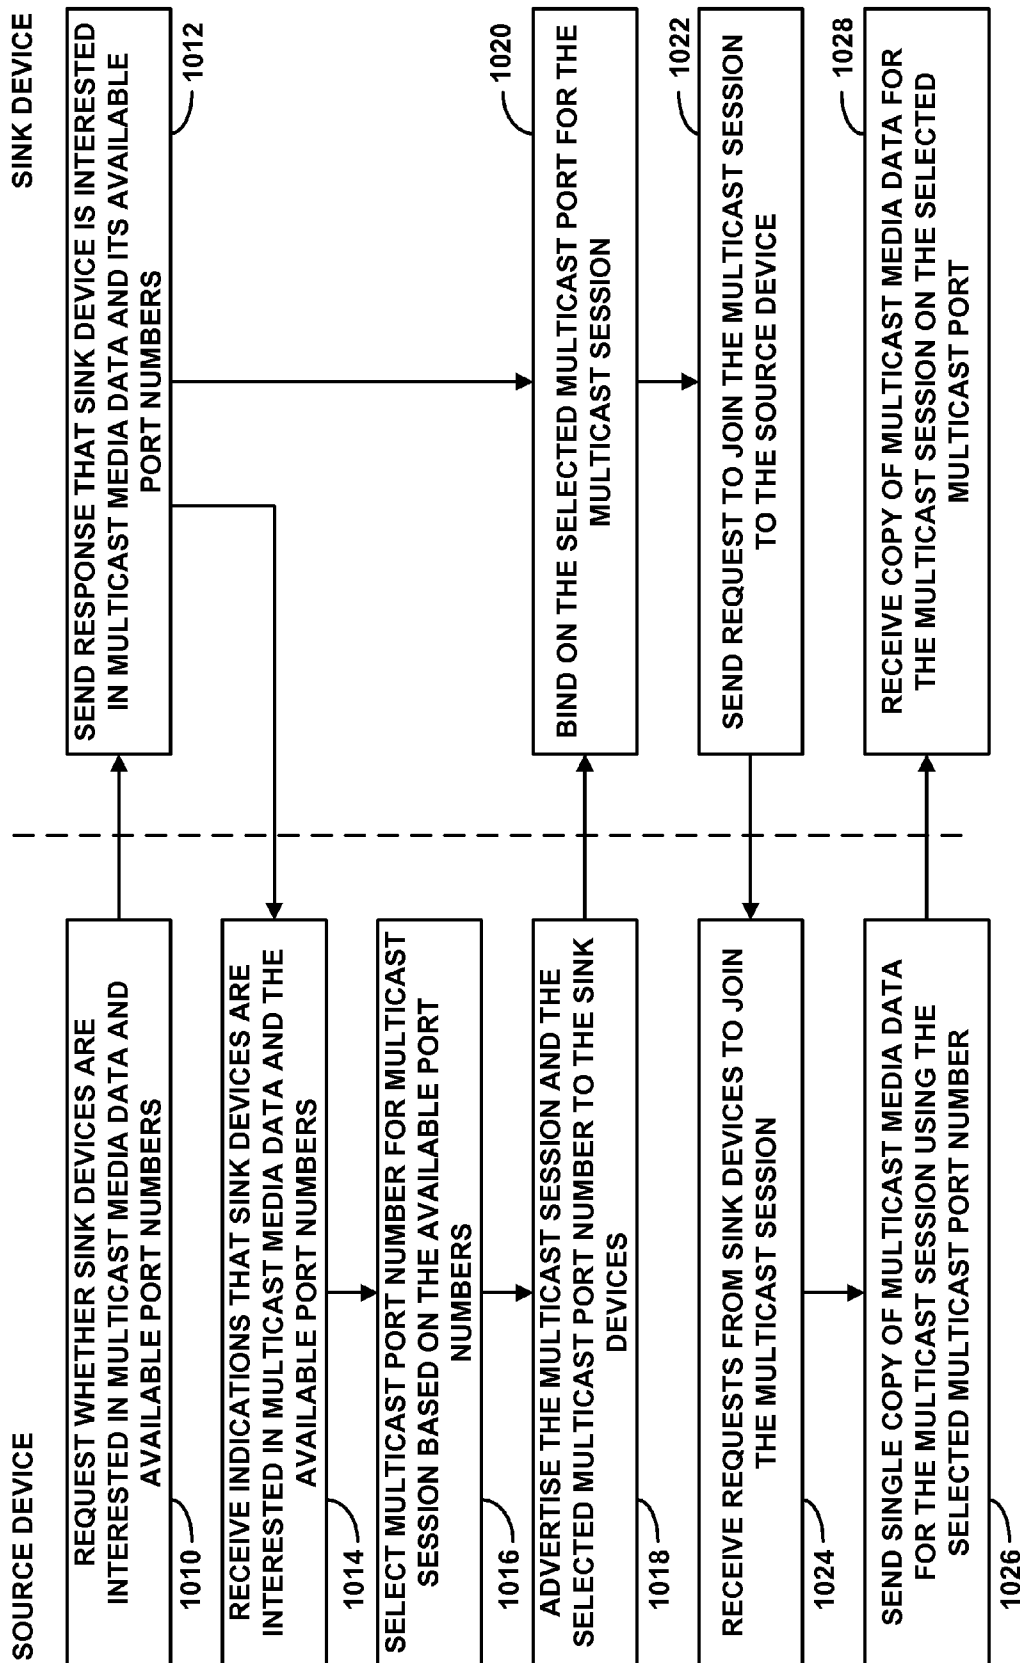 SOURCE DEVICE
SINK DEVICE
REQUEST WHETHER SINK DEVICES ARE
INTERESTED IN MULTICAST MEDIA DATA AND
AVAILABLE PORT NUMBERS
1010
SEND RESPONSE THAT SINK DEVICE IS INTERESTED
IN MULTICAST MEDIA DATA AND ITS AVAILABLE
PORT NUMBERS
1012
RECEIVE INDICATIONS THAT SINK DEVICES ARE
INTERESTED IN MULTICAST MEDIA DATA AND THE
AVAILABLE PORT NUMBERS
1014
SELECT MULTICAST PORT NUMBER FOR MULTICAST
SESSION BASED ON THE AVAILABLE PORT
NUMBERS
1016
ADVERTISE THE MULTICAST SESSION AND THE
SELECTED MULTICAST PORT NUMBER TO THE SINK
DEVICES
1018
BIND ON THE SELECTED MULTICAST PORT FOR THE
MULTICAST SESSION
1020
SEND REQUEST TO JOIN THE MULTICAST SESSION
TO THE SOURCE DEVICE
1022
RECEIVE REQUESTS FROM SINK DEVICES TO JOIN
THE MULTICAST SESSION
1024
SEND SINGLE COPY OF MULTICAST MEDIA DATA
FOR THE MULTICAST SESSION USING THE
SELECTED MULTICAST PORT NUMBER
1026
RECEIVE COPY OF MULTICAST MEDIA DATA FOR
THE MULTICAST SESSION ON THE SELECTED
MULTICAST PORT
1028